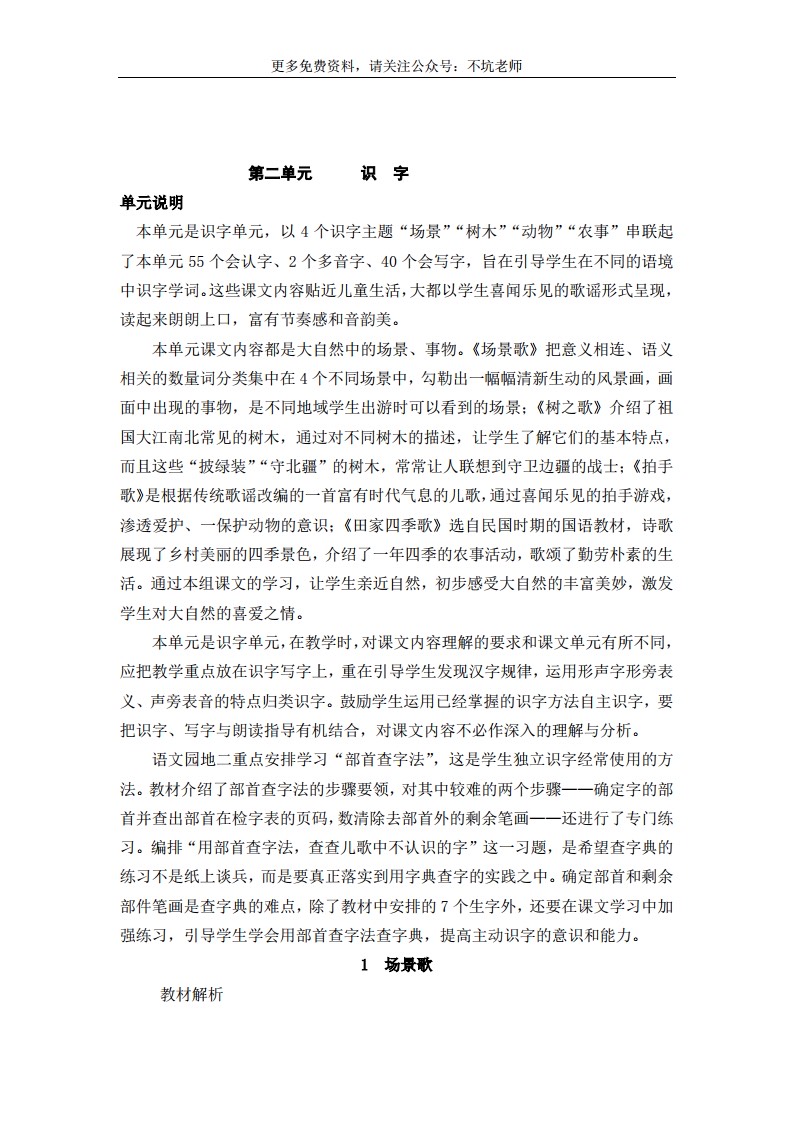 更多免费资料，请关注公众号：不坑老师
第二单元 识 字
单元说明
本单元是识字单元，以 4 个识字主题“场景”“树木”“动物”“农事”串联起
了本单元 55 个会认字、2 个多音字、40 个会写字，旨在引导学生在不同的语境
中识字学词。这些课文内容贴近儿童生活，大都以学生喜闻乐见的歌谣形式呈现，
读起来朗朗上口，富有节奏感和音韵美。
本单元课文内容都是大自然中的场景、事物。《场景歌》把意义相连、语义
相关的数量词分类集中在 4 个不同场景中，勾勒出一幅幅清新生动的风景画，画
面中出现的事物，是不同地域学生出游时可以看到的场景；《树之歌》介绍了祖
国大江南北常见的树木，通过对不同树木的描述，让学生了解它们的基本特点，
而且这些“披绿装”“守北疆”的树木，常常让人联想到守卫边疆的战士；《拍手
歌》是根据传统歌谣改编的一首富有时代气息的儿歌，通过喜闻乐见的拍手游戏，
渗透爱护、一保护动物的意识；《田家四季歌》选自民国时期的国语教材，诗歌
展现了乡村美丽的四季景色，介绍了一年四季的农事活动，歌颂了勤劳朴素的生
活。通过本组课文的学习，让学生亲近自然，初步感受大自然的丰富美妙，激发
学生对大自然的喜爱之情。
本单元是识字单元，在教学时，对课文内容理解的要求和课文单元有所不同，
应把教学重点放在识字写字上，重在引导学生发现汉字规律，运用形声字形旁表
义、声旁表音的特点归类识字。鼓励学生运用已经掌握的识字方法自主识字，要
把识字、写字与朗读指导有机结合，对课文内容不必作深入的理解与分析。
语文园地二重点安排学习“部首查字法”，这是学生独立识字经常使用的方
法。教材介绍了部首查字法的步骤要领，对其中较难的两个步骤——确定字的部
首并查出部首在检字表的页码，数清除去部首外的剩余笔画——还进行了专门练
习。编排“用部首查字法，查查儿歌中不认识的字”这一习题，是希望查字典的
练习不是纸上谈兵，而是要真正落实到用字典查字的实践之中。确定部首和剩余
部件笔画是查字典的难点，除了教材中安排的 7 个生字外，还要在课文学习中加
强练习，引导学生学会用部首查字法查字典，提高主动识字的意识和能力。
1 场景歌
教材解析